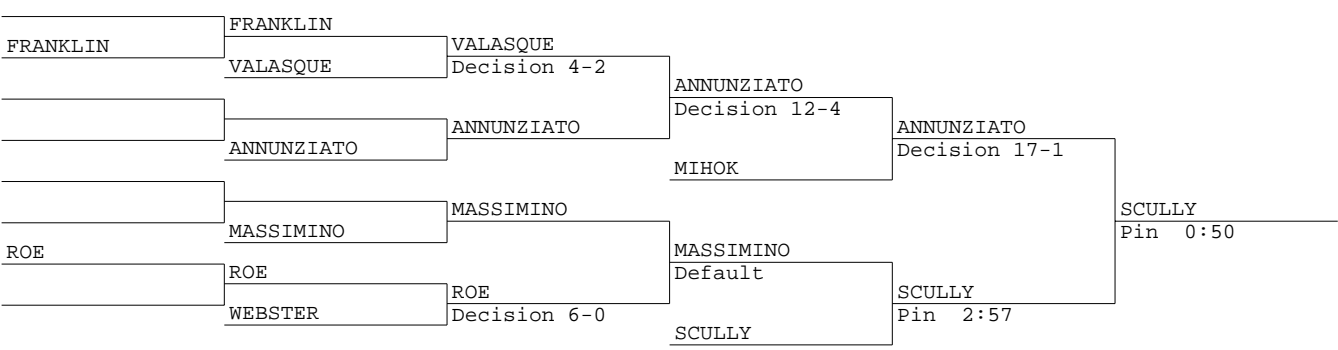 FRANKLIN
FRANKLIN
VALASQUE
VALASQUE
Decision 4-2
ANNUNZIATO
Decision 12-4
ANNUNZIATO
ANNUNZIATO
ANNUNZIATO
Decision 17-1
MIHOK
MASSIMINO
MASSIMINO
SCULLY
Pin 0:50
ROE
ROE
WEBSTER
ROE
Decision 6-0
MASSIMINO
Default
SCULLY
Pin 2:57
SCULLY